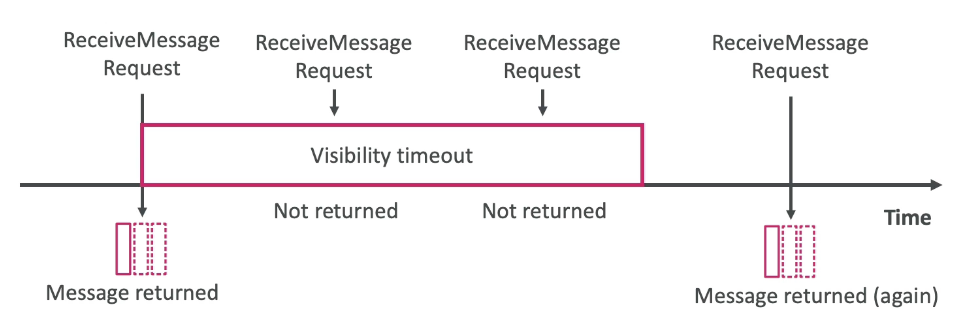 ReceiveMessage
Request
ReceiveMessage
Request
ReceiveMessage
Request
ReceiveMessage
Request
Visibility timeout
Not returned
Not returned
Time
Message returned
Message returned (again)